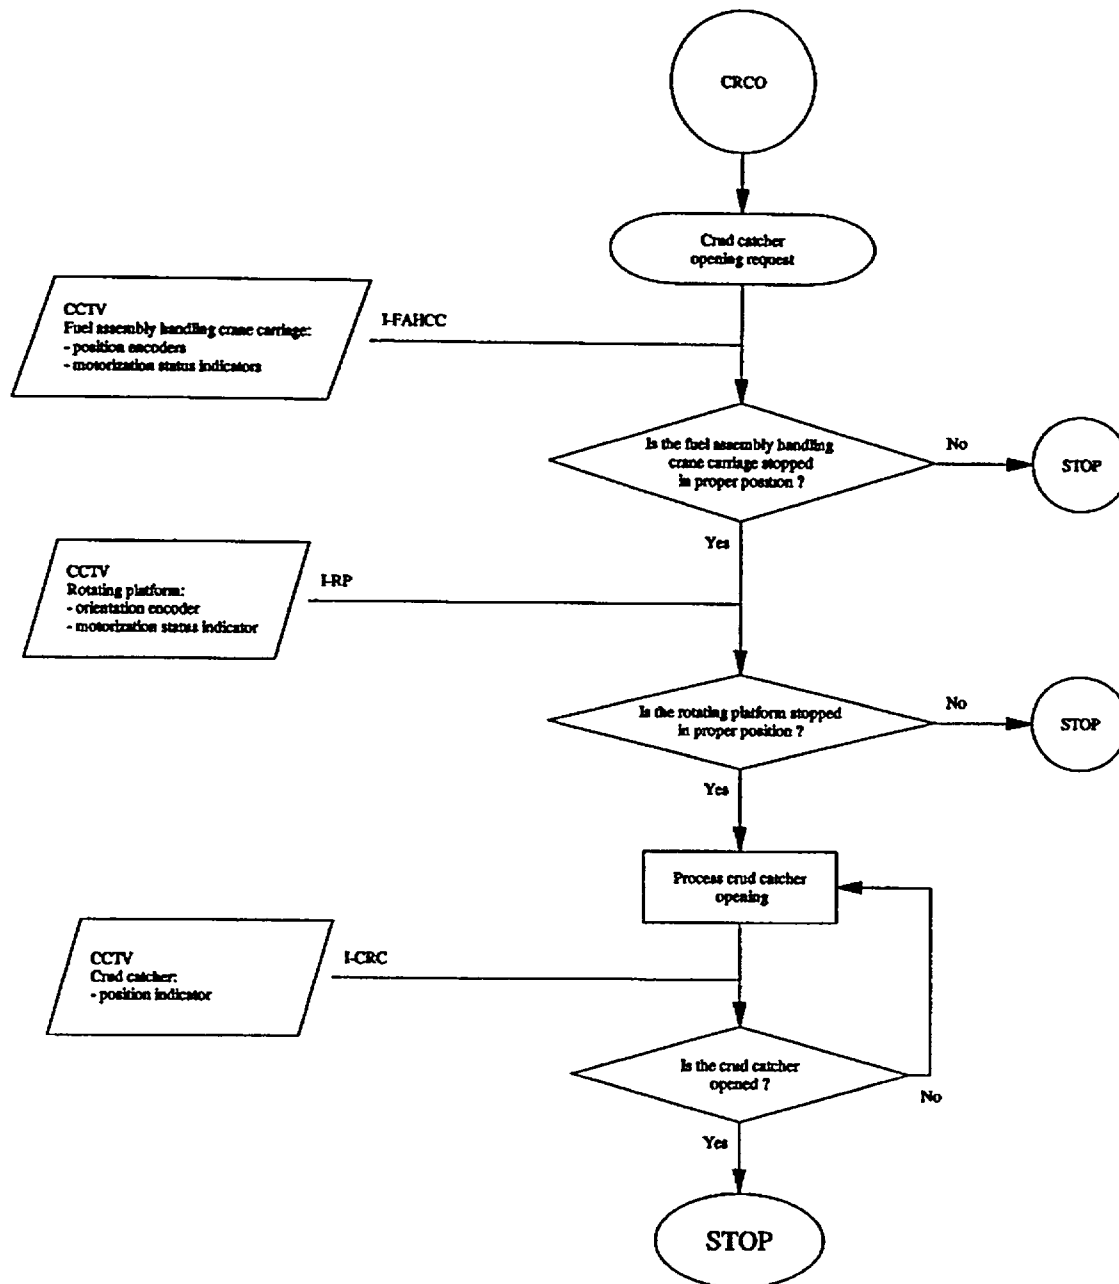 CRCO
Crud catcher
opening request
CCTV
Fuel assembly handling crane carriage:
- position encoders
- motorization status indicators
I-FAHCC
Is the fuel assembly handling
crane carriage stopped
in proper position ?
No
STOP
Yes
CCTV
Rotating platform:
- orientation encoder
- motorization status indicator
I-RP
Is the rotating platform stopped
in proper position ?
No
STOP
Yes
Process crud catcher
opening
CCTV
Crud catcher:
- position indicator
I-CRC
Is the crud catcher
opened ?
No
Yes
STOP